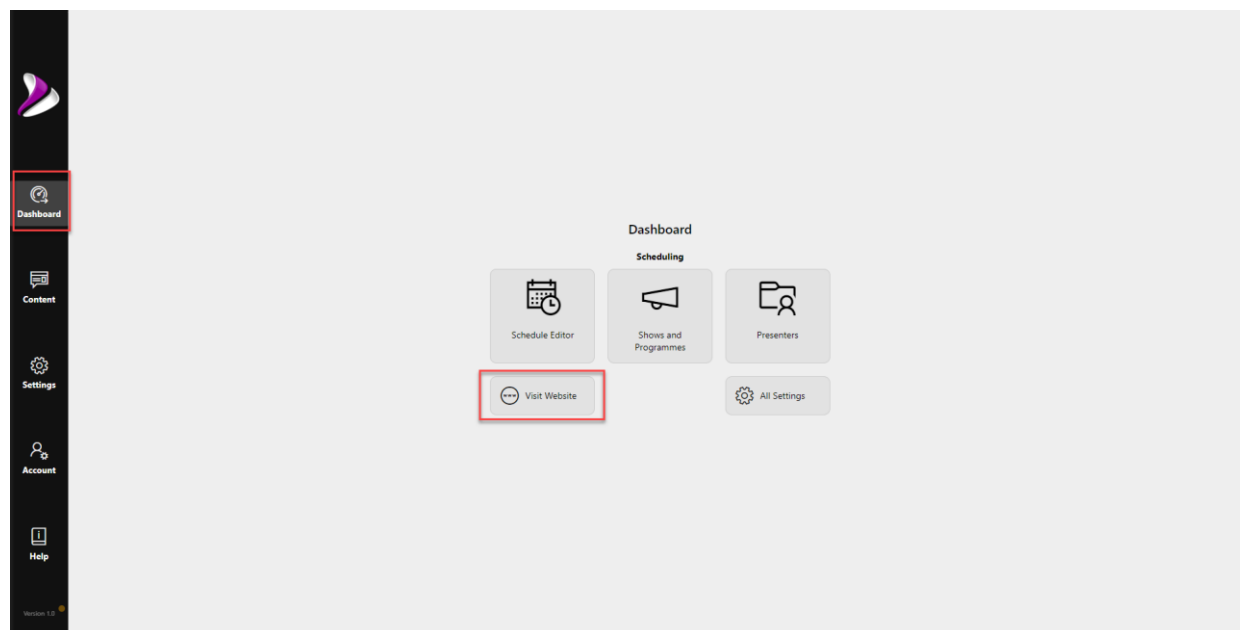 Dashboard
Content
Settings
Account
Help
Version 1.0
Dashboard
Scheduling
Schedule Editor
Shows and
Programmes
Presenters
Visit Website
All Settings